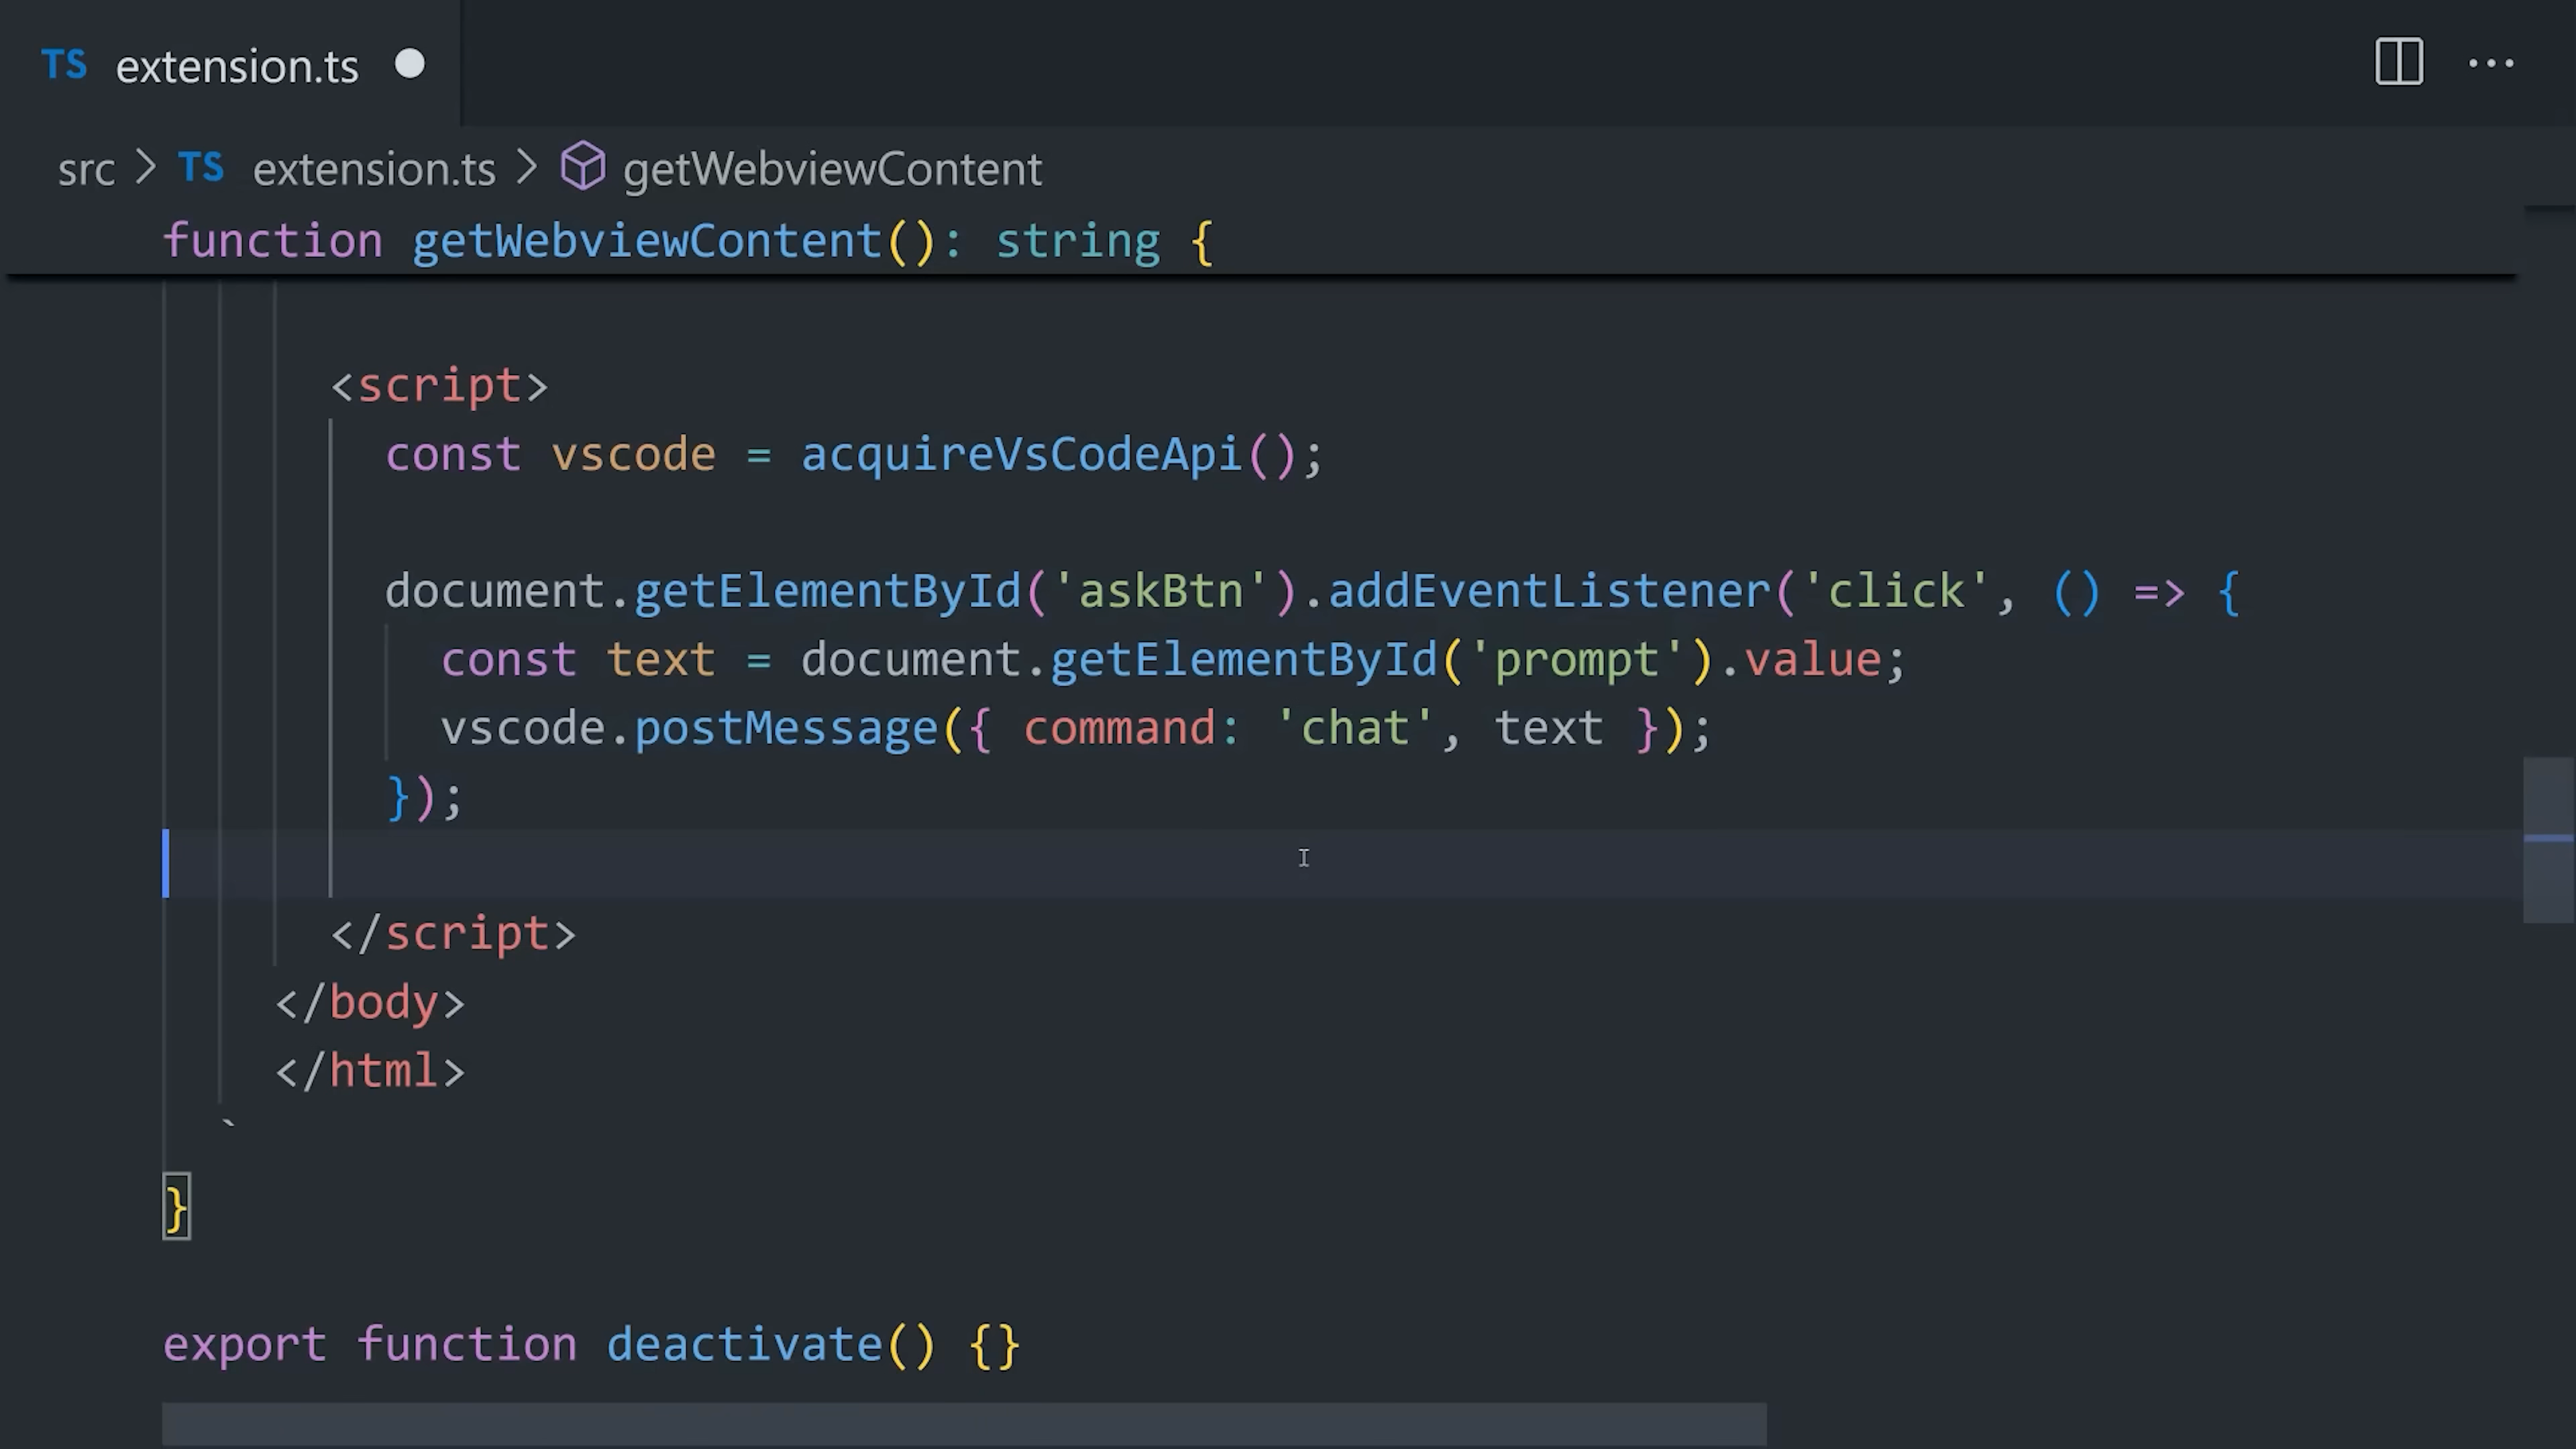 TS extension.ts
src > TS extension.ts > getWebviewContent
function getWebviewContent(): string {
<script>
const vscode = acquireVsCodeApi();
document.getElementById('askBtn').addEventListener('click', () => {
const text = document.getElementById('prompt').value;
vscode.postMessage({ command: 'chat', text });
});
</script>
</body>
</html>
`
}
export function deactivate() {}